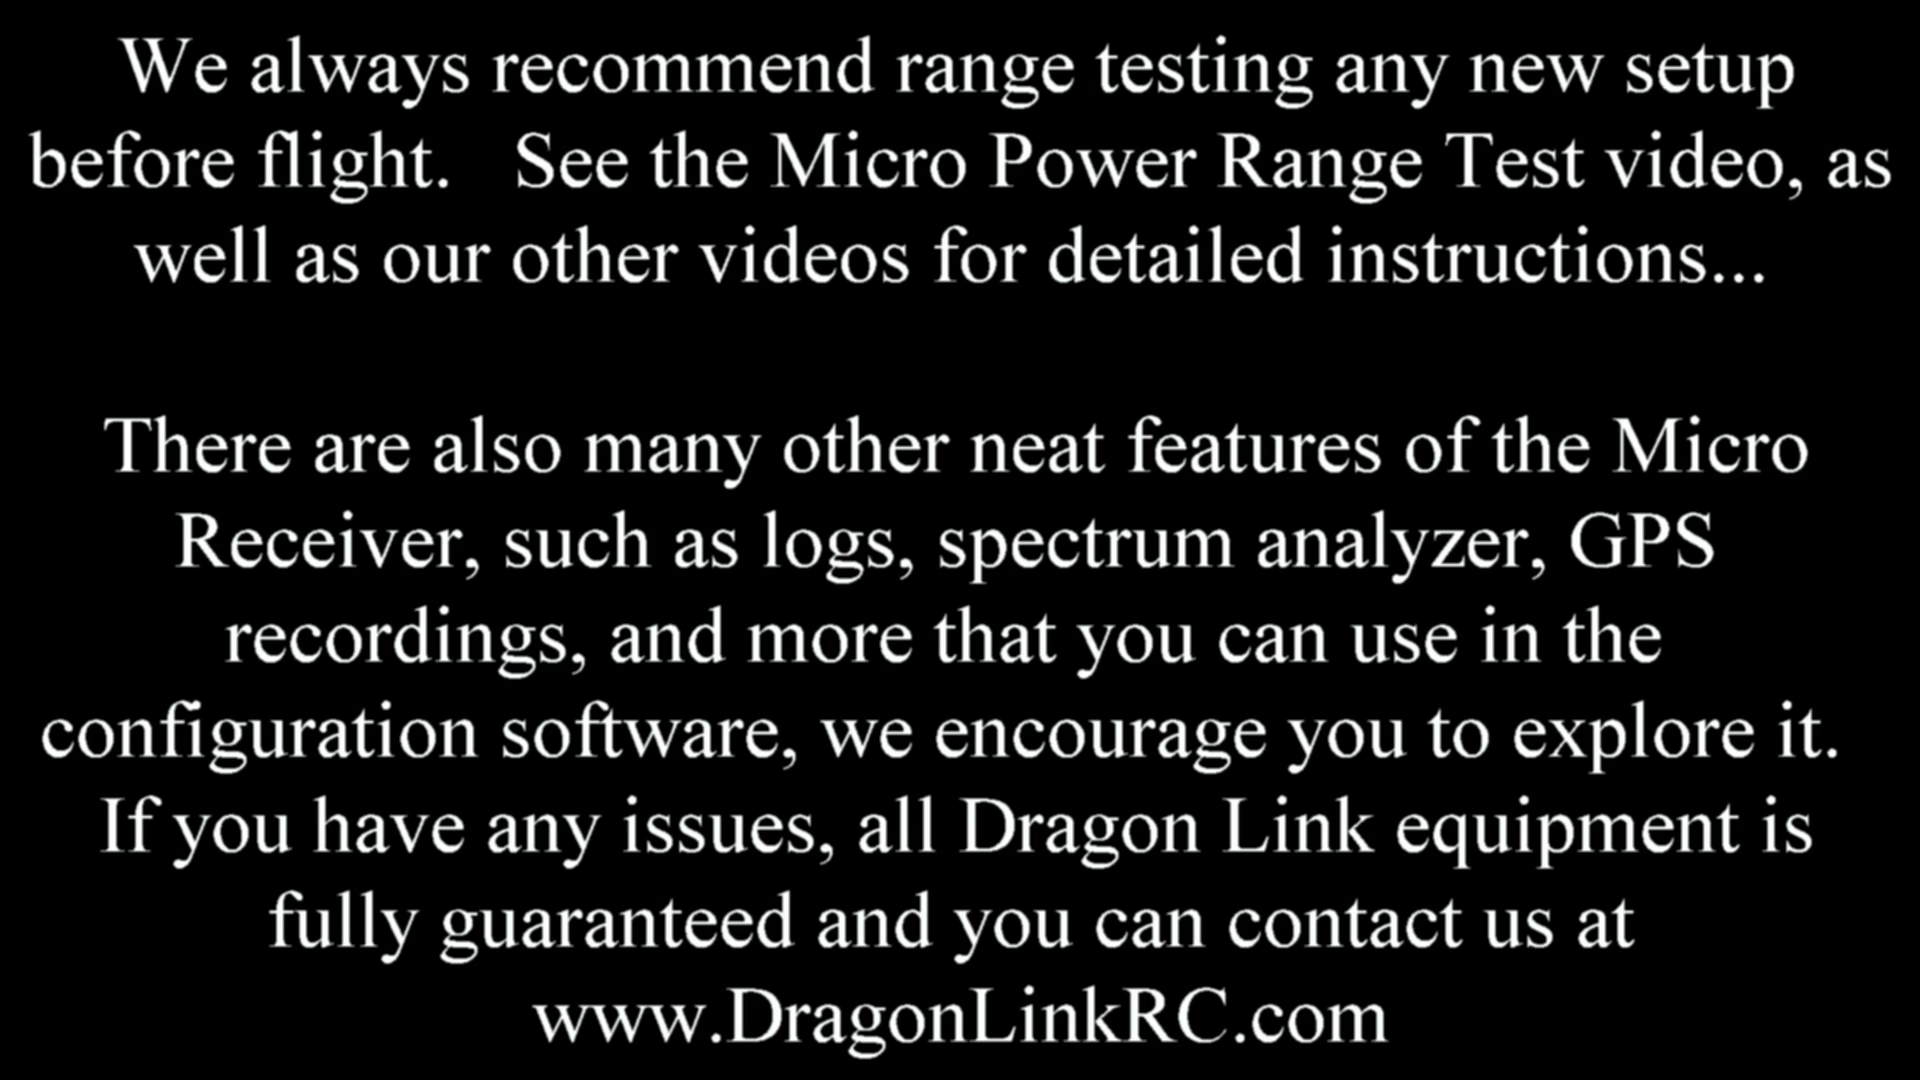 We always recommend range testing any new setup
before flight.   See the Micro Power Range Test video, as
well as our other videos for detailed instructions...
There are also many other neat features of the Micro
Receiver, such as logs, spectrum analyzer, GPS
recordings, and more that you can use in the
configuration software, we encourage you to explore it.
If you have any issues, all Dragon Link equipment is
fully guaranteed and you can contact us at
www.DragonLinkRC.com